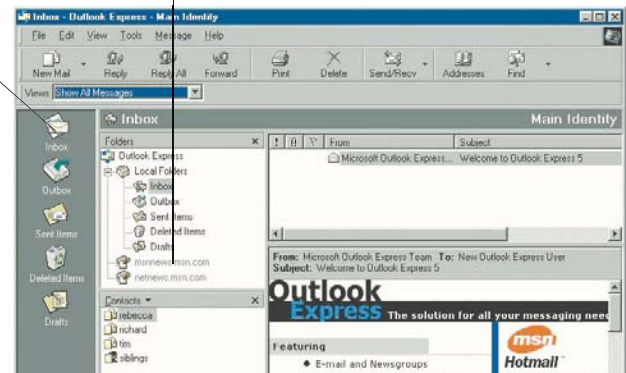 Inbox - Outlook Express - Main Identity
File Edit View Tools Message Help
New Mail Reply Reply All Forward Print Delete Send/Recv Addresses Find
Views Show All Messages
Inbox Main Identity
Inbox
Outbox
Sent Items
Deleted Items
Drafts
Folders
Outlook Express
Local Folders
Inbox
Outbox
Sent Items
Deleted Items
Drafts
msnnews.msn.com
netnews.msn.com
Contacts
rebecca
richard
tim
siblings
! From Subject
Microsoft Outlook Express... Welcome to Outlook Express 5
From: Microsoft Outlook Express Team To: New Outlook Express User
Subject: Welcome to Outlook Express 5
Outlook
Express The solution for all your messaging need
Featuring
E-mail and Newsgroups
msn
Hotmail